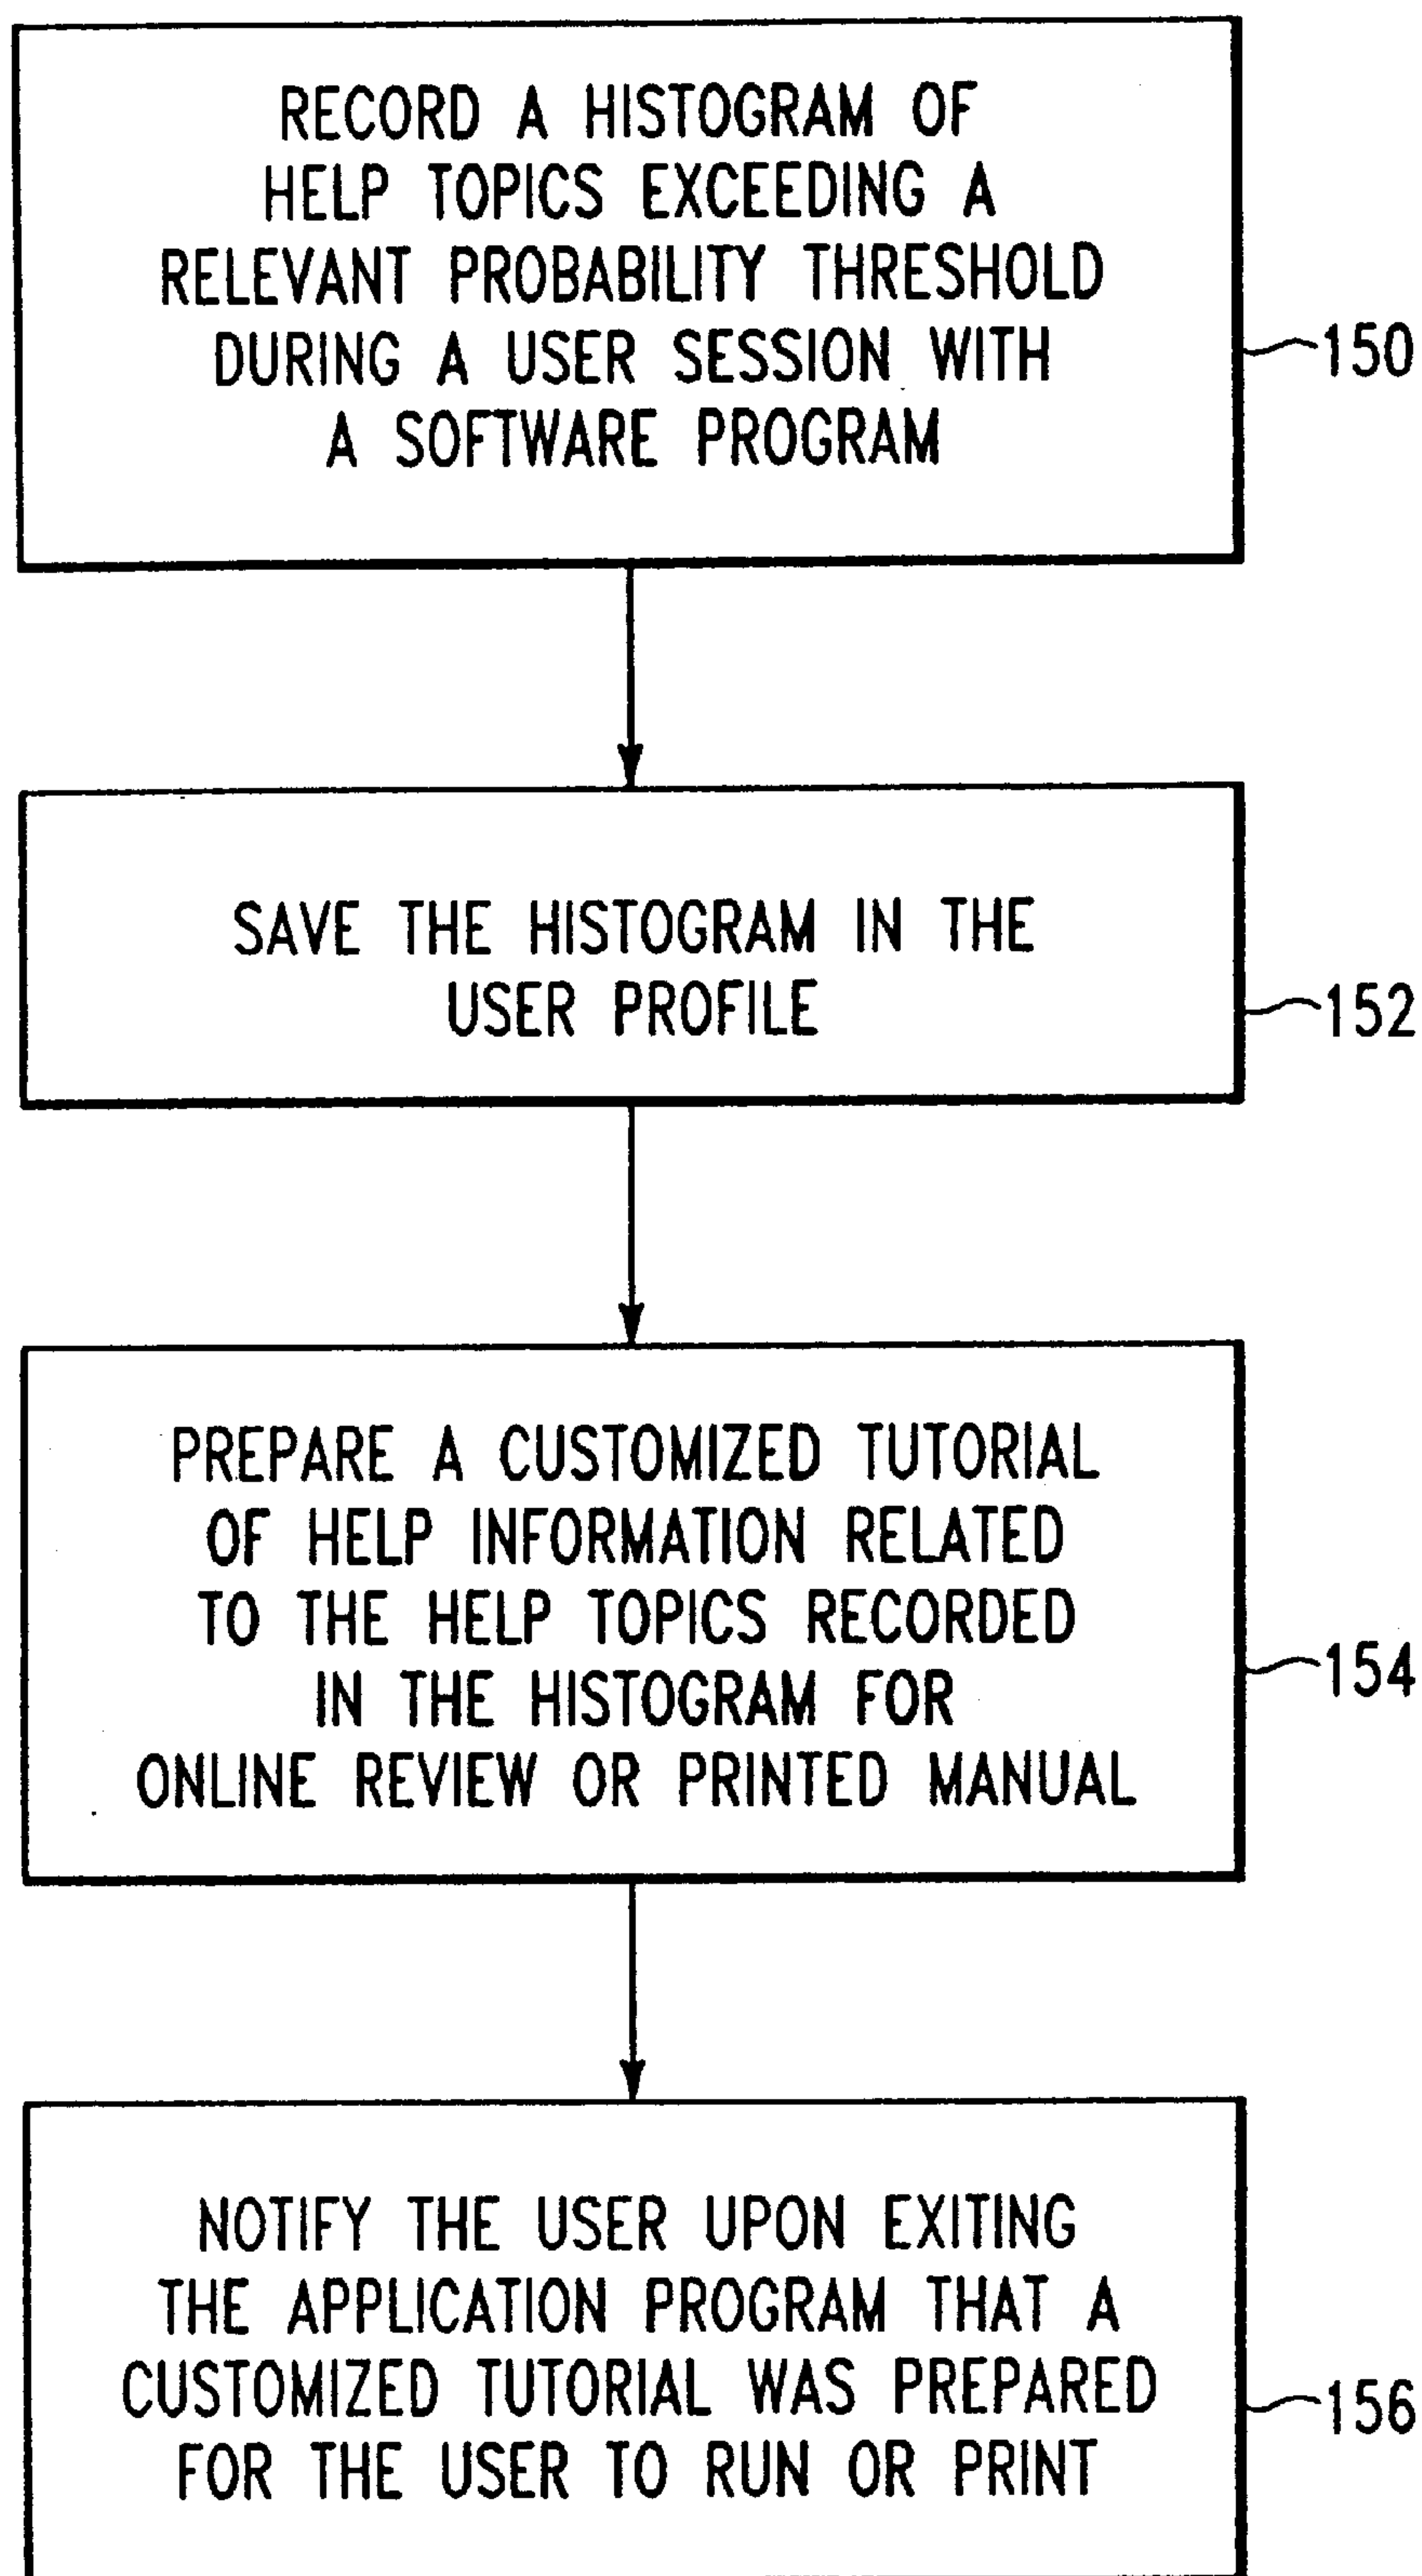 RECORD A HISTOGRAM OF
HELP TOPICS EXCEEDING A
RELEVANT PROBABILITY THRESHOLD
DURING A USER SESSION WITH
A SOFTWARE PROGRAM
150
SAVE THE HISTOGRAM IN THE
USER PROFILE
152
PREPARE A CUSTOMIZED TUTORIAL
OF HELP INFORMATION RELATED
TO THE HELP TOPICS RECORDED
IN THE HISTOGRAM FOR
ONLINE REVIEW OR PRINTED MANUAL
154
NOTIFY THE USER UPON EXITING
THE APPLICATION PROGRAM THAT A
CUSTOMIZED TUTORIAL WAS PREPARED
FOR THE USER TO RUN OR PRINT
156